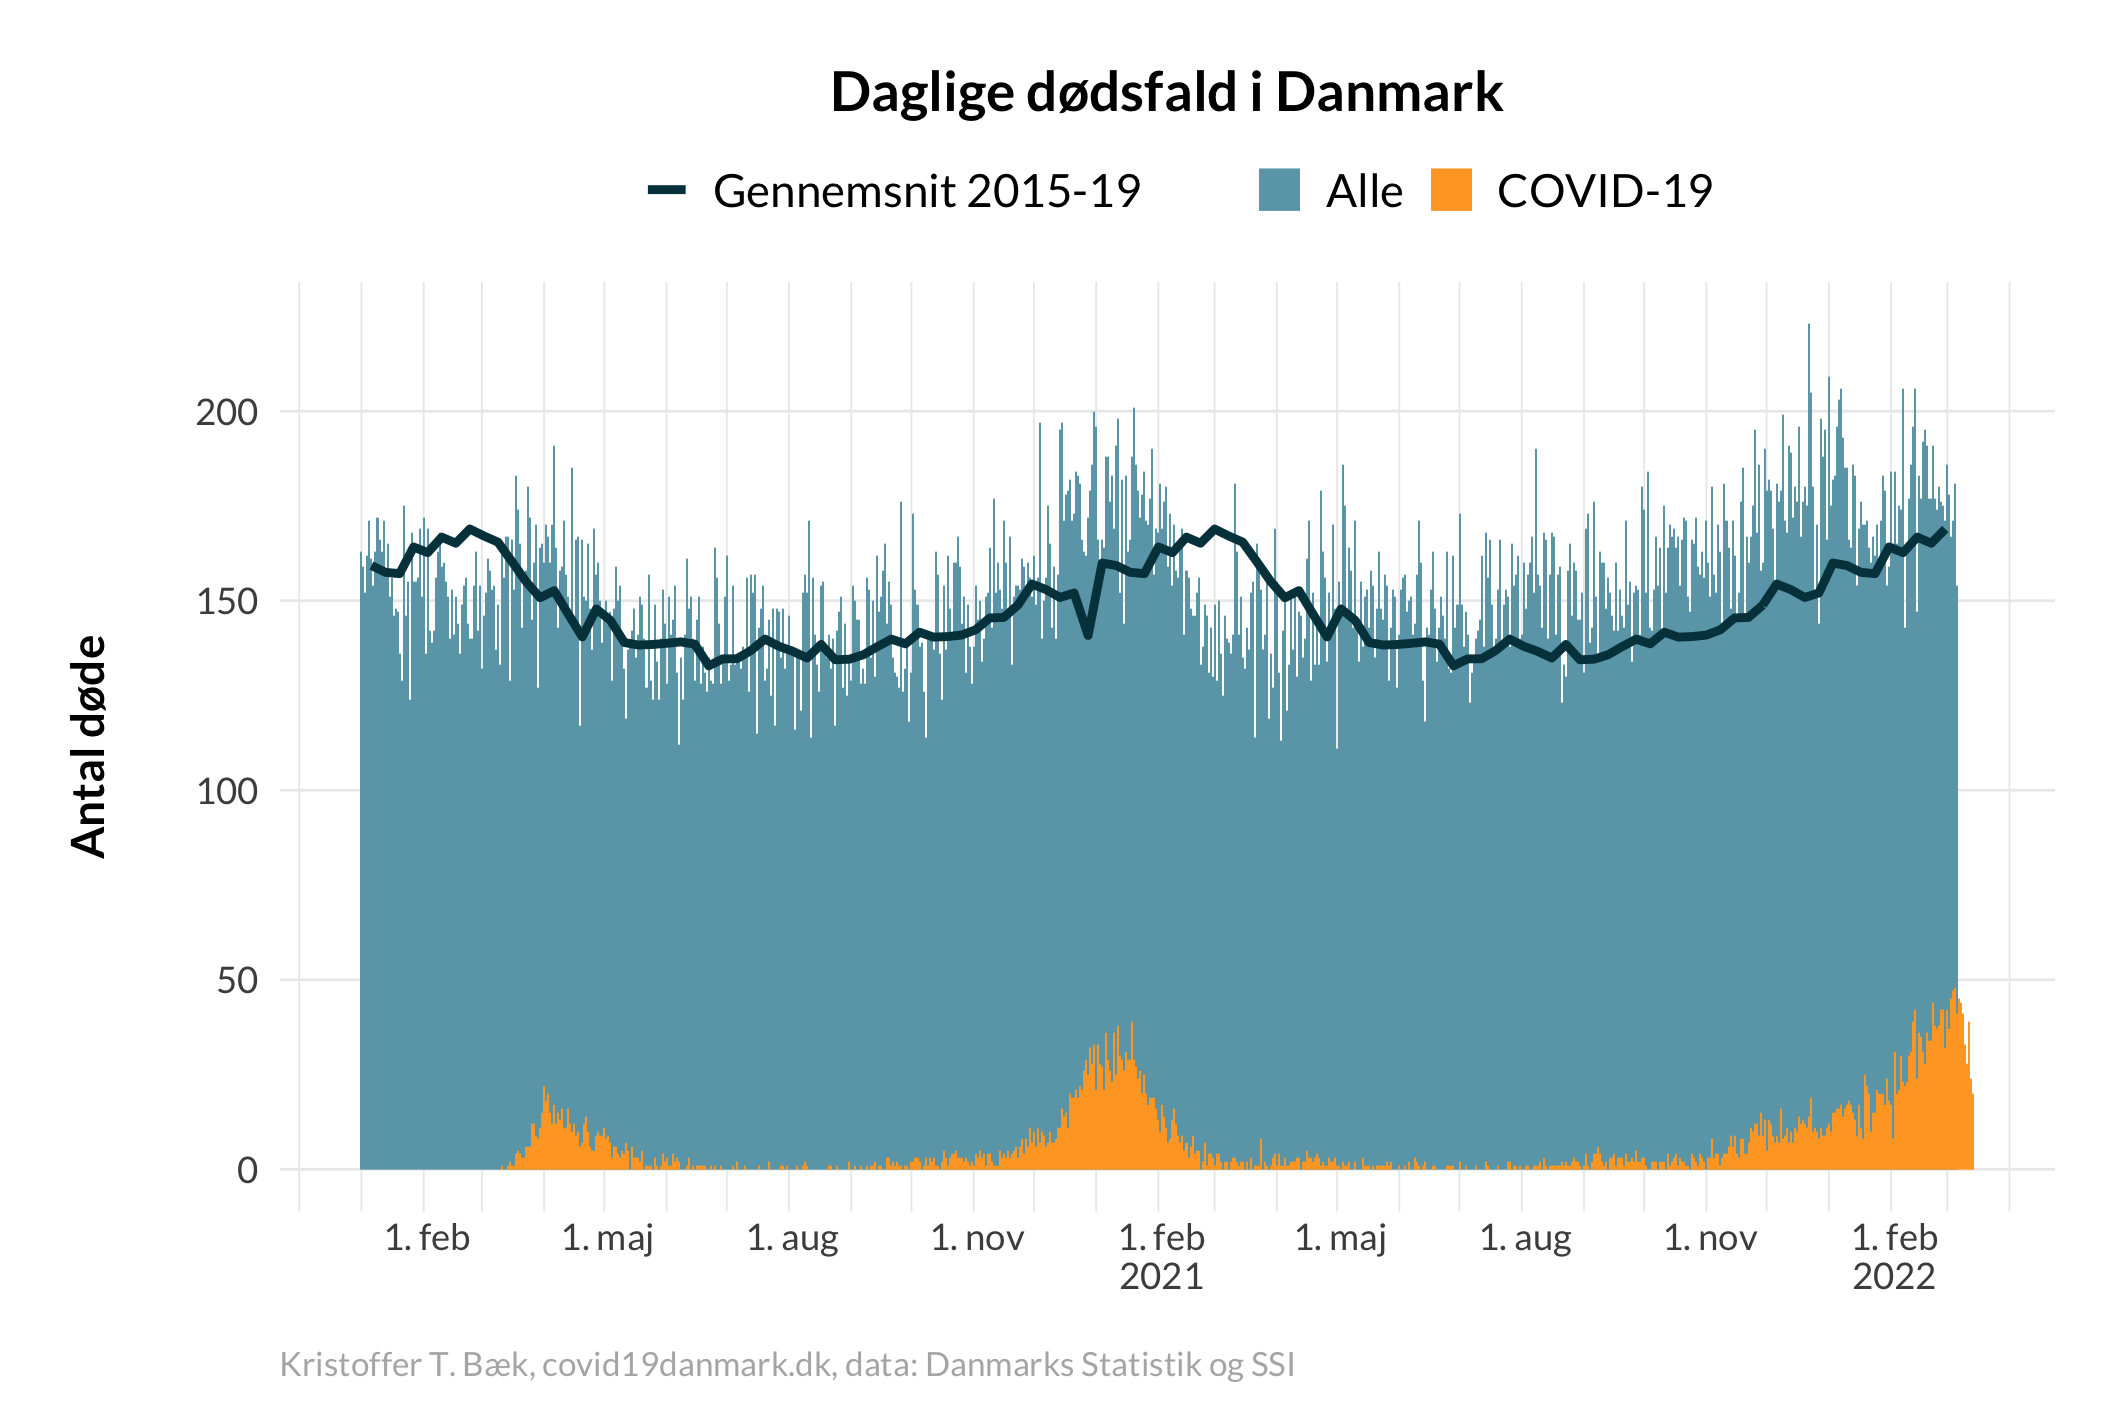 Daglige dødsfald i Danmark
Gennemsnit 2015-19 Alle COVID-19
Antal døde
200
150
100
50
0
1. feb 1. maj 1. aug 1. nov 1. feb 1. maj 1. aug 1. nov 1. feb
2021 2022
Kristoffer T. Bæk, covid19danmark.dk, data: Danmarks Statistik og SSI